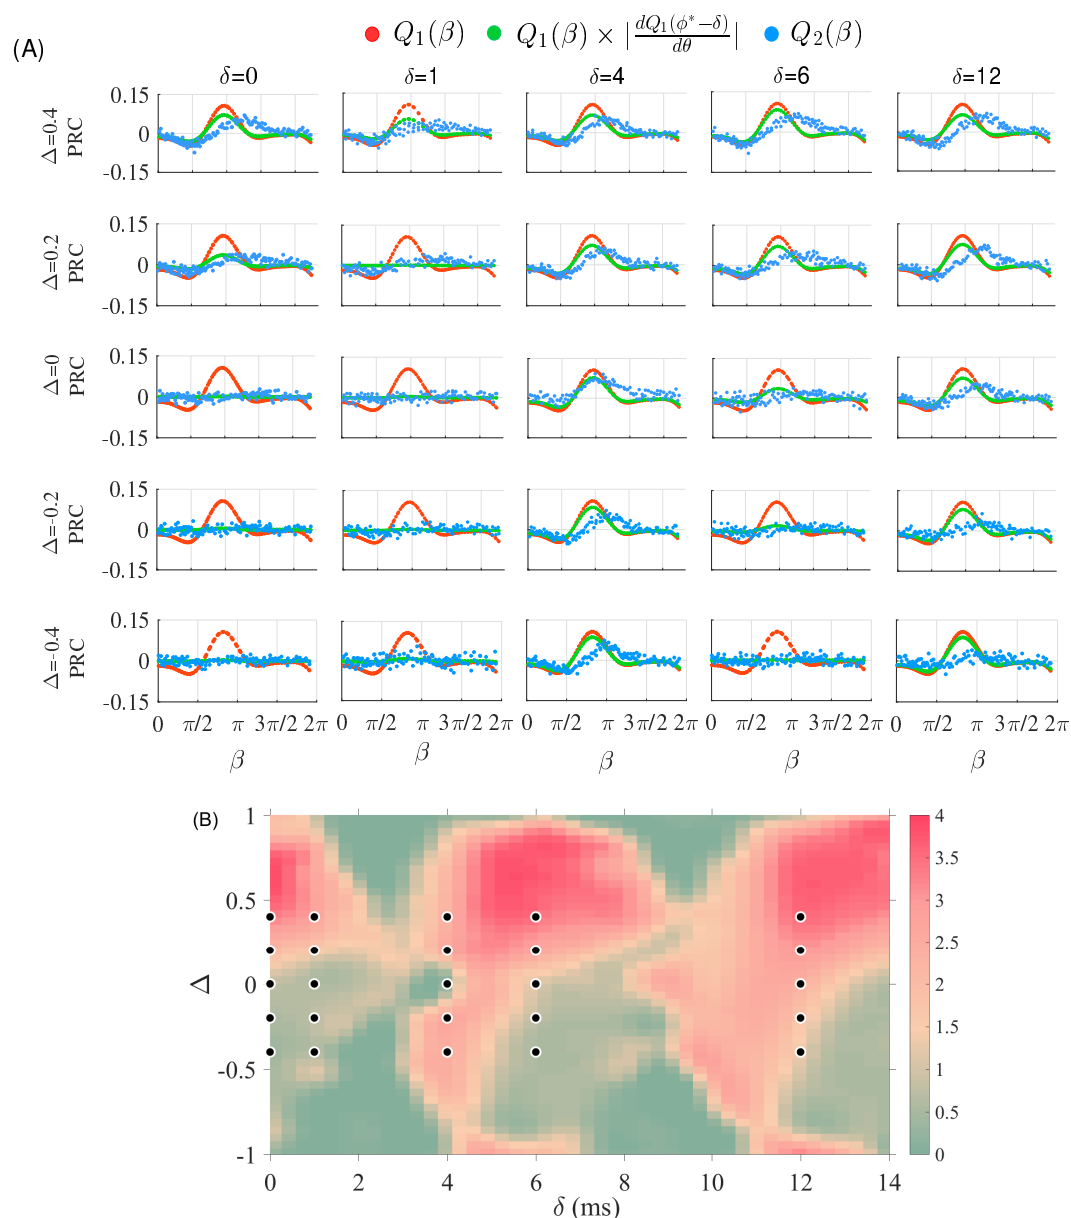 (A)
Q₁(β) Q₁(β) × |dQ₁(ϕ*−δ)/dθ| Q₂(β)
δ=0 δ=1 δ=4 δ=6 δ=12
Δ=0.4
PRC
0.15
0
-0.15
Δ=0.2
PRC
0.15
0
-0.15
Δ=0
PRC
0.15
0
-0.15
Δ=-0.2
PRC
0.15
0
-0.15
Δ=-0.4
PRC
0.15
0
-0.15
0 π/2 π 3π/2 2π 0 π/2 π 3π/2 2π 0 π/2 π 3π/2 2π 0 π/2 π 3π/2 2π 0 π/2 π 3π/2 2π
β β β β β
(B)
Δ
1
0.5
0
-0.5
-1
0 2 4 6 8 10 12 14
δ (ms)
4
3.5
3
2.5
2
1.5
1
0.5
0